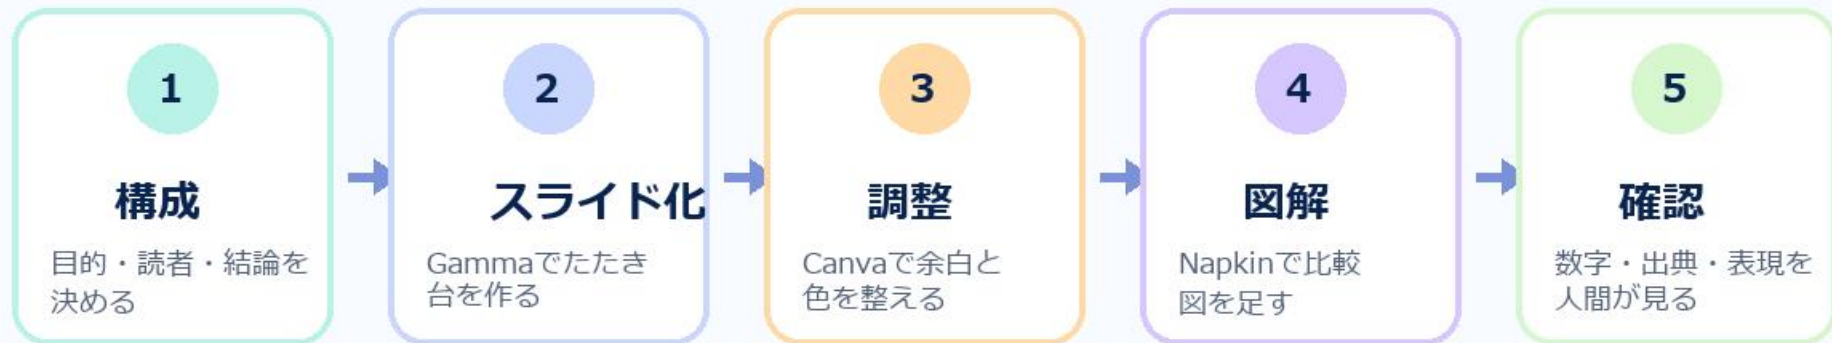 1
構成
目的・読者・結論を
決める
2
スライド化
Gammaでたたき
台を作る
3
調整
Canvaで余白と
色を整える
4
図解
Napkinで比較
図を足す
5
確認
数字・出典・表現を
人間が見る